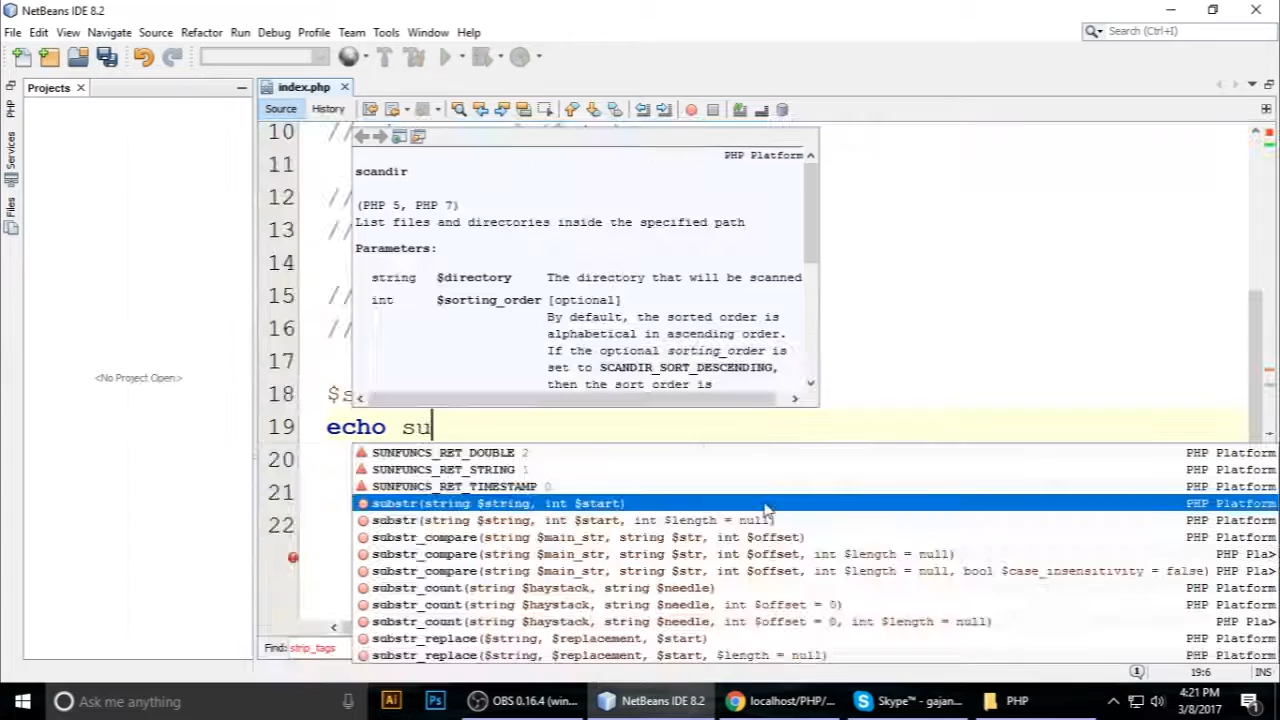 NetBeans IDE 8.2
File Edit View Navigate Source Refactor Run Debug Profile Team Tools Window Help
Search (Ctrl+I)
Projects
index.php
Source History
PHP
Services
Files
<No Project Open>
10 //
11
12 //
13 //
14
15 //
16 //
17
18 $s
19 echo su
20
21
22
PHP Platform
scandir
(PHP 5, PHP 7)
List files and directories inside the specified path
Parameters:
string $directory The directory that will be scanned
int $sorting_order [optional]
By default, the sorted order is
alphabetical in ascending order.
If the optional sorting_order is
set to SCANDIR_SORT_DESCENDING,
then the sort order is
SUNFUNCS_RET_DOUBLE 2 PHP Platform
SUNFUNCS_RET_STRING 1 PHP Platform
SUNFUNCS_RET_TIMESTAMP 0 PHP Platform
substr(string $string, int $start) PHP Platform
substr(string $string, int $start, int $length = null) PHP Platform
substr_compare(string $main_str, string $str, int $offset) PHP Platform
substr_compare(string $main_str, string $str, int $offset, int $length = null) PHP Pla>
substr_compare(string $main_str, string $str, int $offset, int $length = null, bool $case_insensitivity = false) PHP Pla>
substr_count(string $haystack, string $needle) PHP Platform
substr_count(string $haystack, string $needle, int $offset = 0) PHP Platform
substr_count(string $haystack, string $needle, int $offset = 0, int $length = null) PHP Pla>
substr_replace($string, $replacement, $start) PHP Platform
substr_replace($string, $replacement, $start, $length = null) PHP Platform
Find: strip_tags
19:6 INS
Ask me anything
Ai
Ps
OBS 0.16.4 (win...
NetBeans IDE 8.2
localhost/PHP/...
Skype™ - gajan...
PHP
4:21 PM
3/8/2017
1